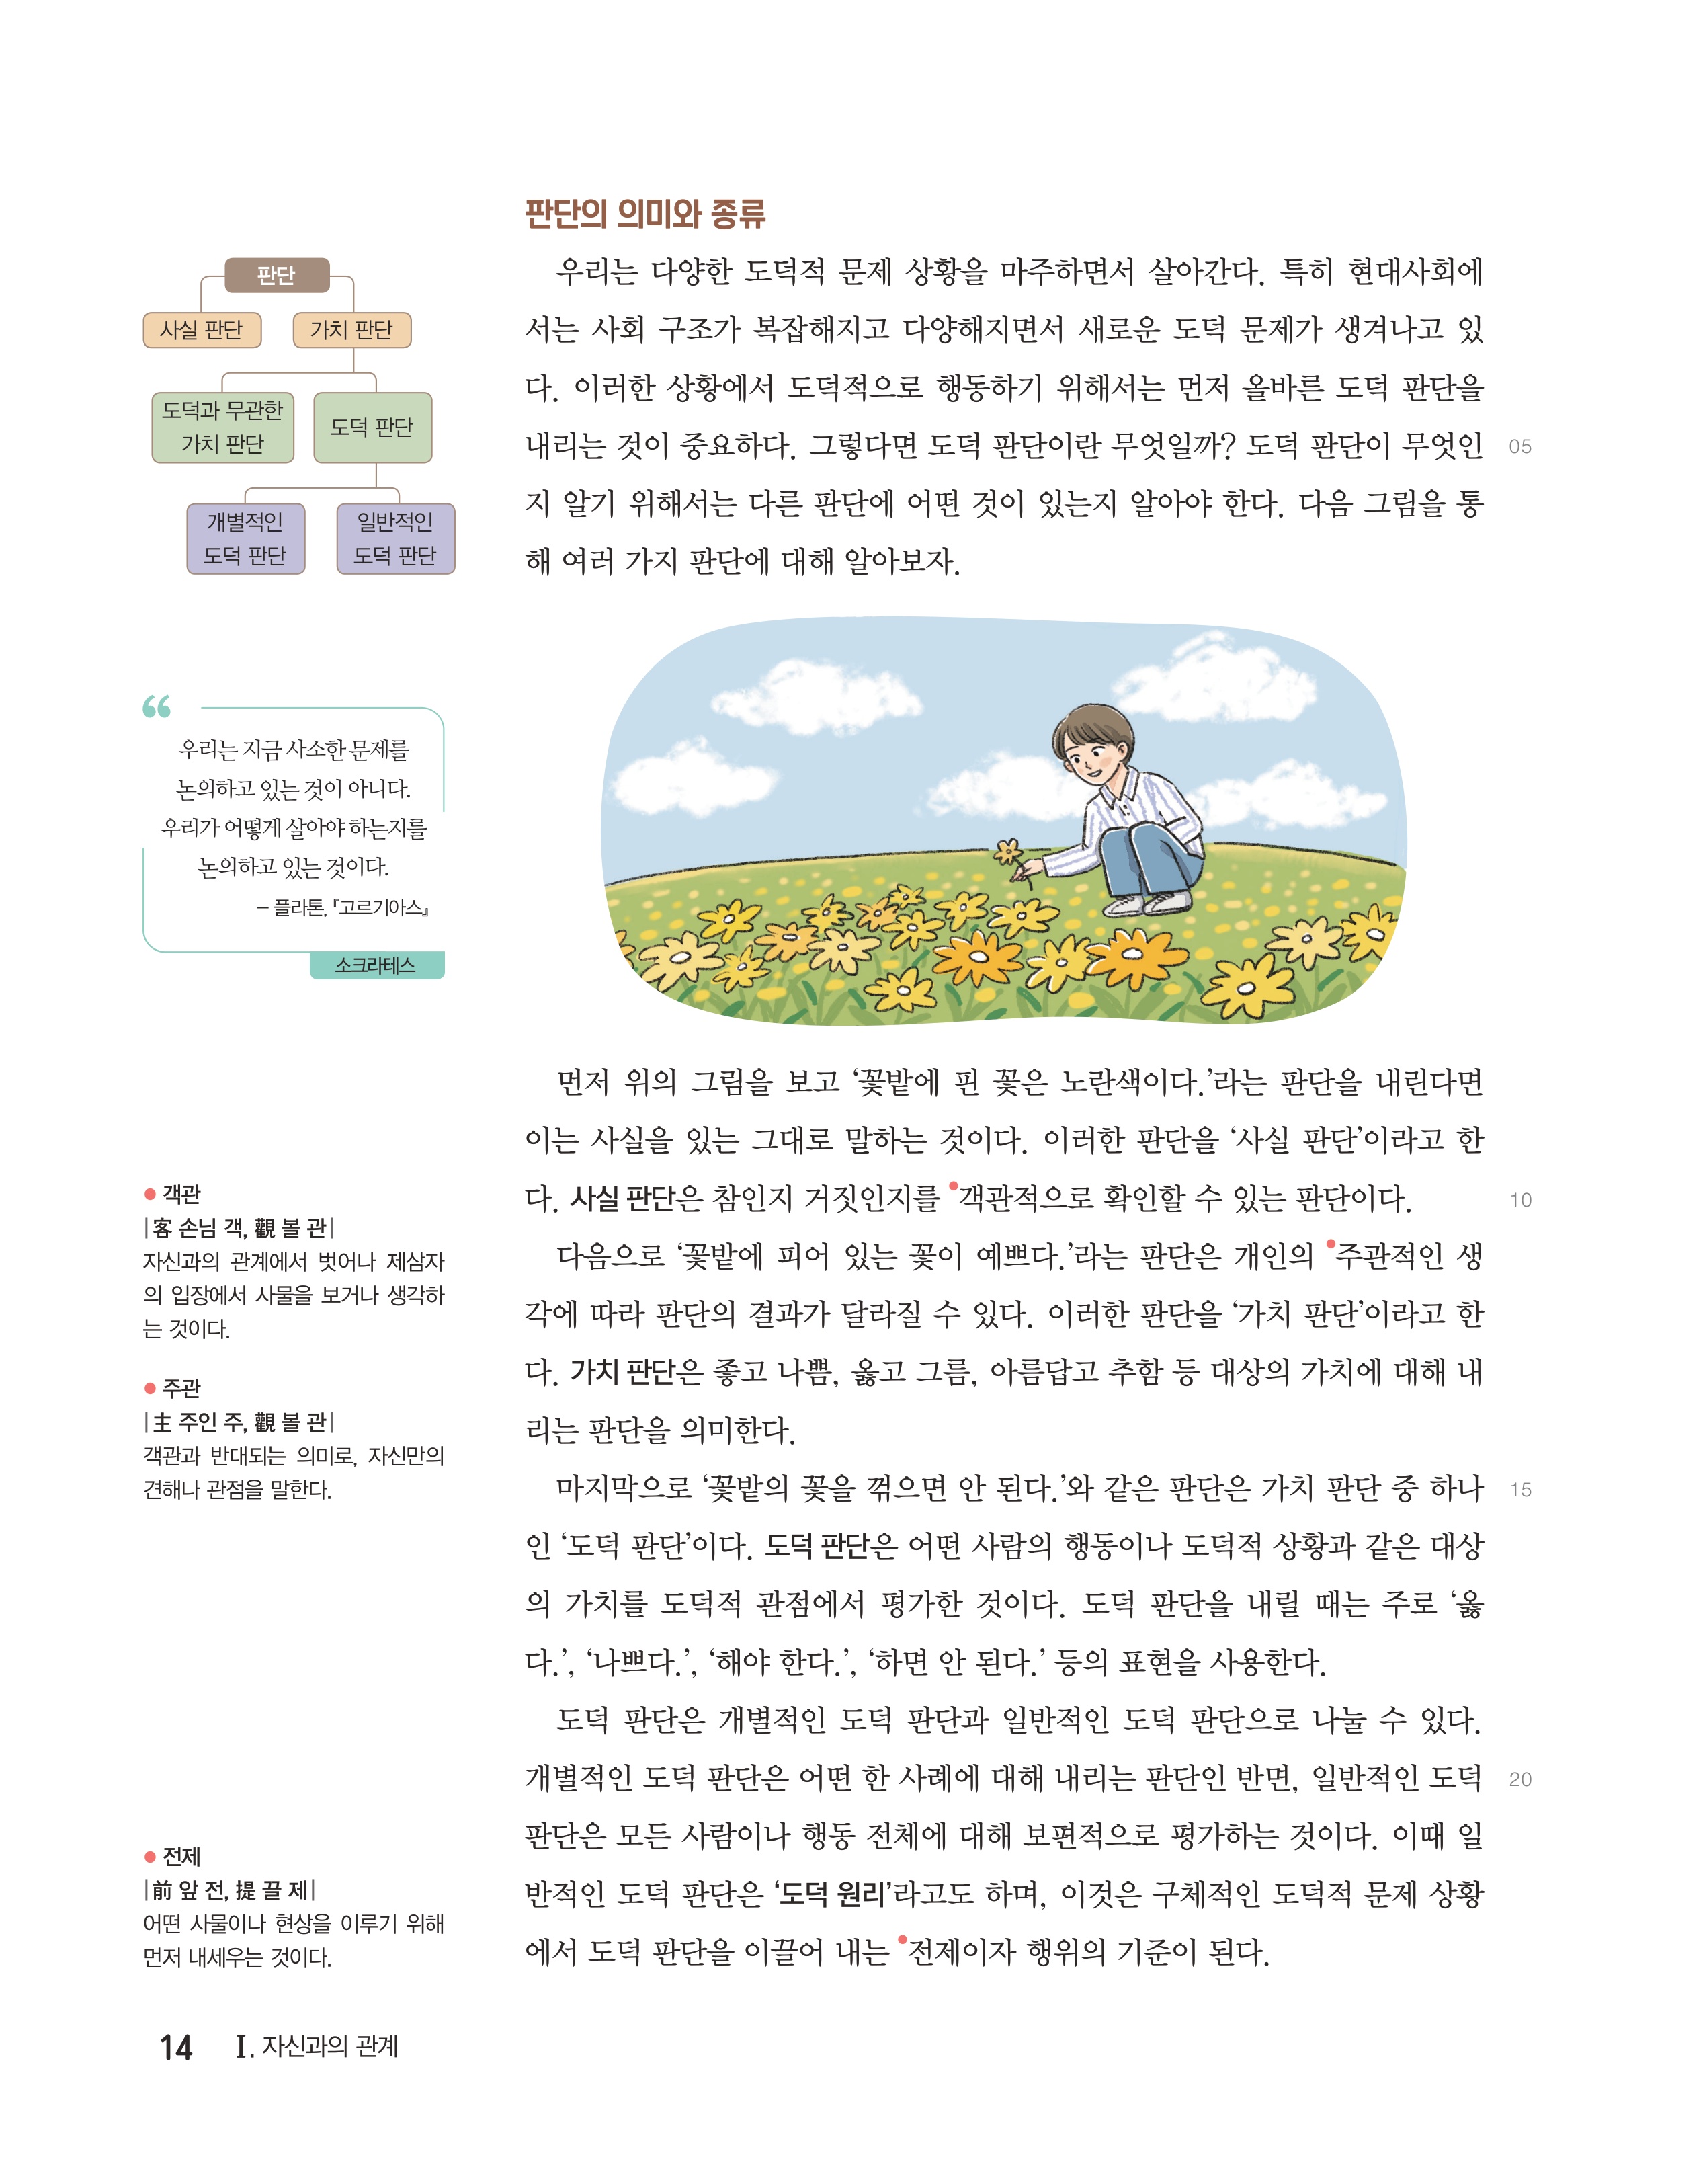 판단의 의미와 종류
우리는 다양한 도덕적 문제 상황을 마주하면서 살아간다. 특히 현대사회에
서는 사회 구조가 복잡해지고 다양해지면서 새로운 도덕 문제가 생겨나고 있
다. 이러한 상황에서 도덕적으로 행동하기 위해서는 먼저 올바른 도덕 판단을
내리는 것이 중요하다. 그렇다면 도덕 판단이란 무엇일까? 도덕 판단이 무엇인
05
지 알기 위해서는 다른 판단에 어떤 것이 있는지 알아야 한다. 다음 그림을 통
해 여러 가지 판단에 대해 알아보자.
판단
사실 판단
가치 판단
도덕과 무관한
가치 판단
도덕 판단
개별적인
도덕 판단
일반적인
도덕 판단
“
우리는 지금 사소한 문제를
논의하고 있는 것이 아니다.
우리가 어떻게 살아야 하는지를
논의하고 있는 것이다.
– 플라톤, 『고르기아스』
소크라테스
먼저 위의 그림을 보고 ‘꽃밭에 핀 꽃은 노란색이다.’라는 판단을 내린다면
이는 사실을 있는 그대로 말하는 것이다. 이러한 판단을 ‘사실 판단’이라고 한
다. 사실 판단은 참인지 거짓인지를 •객관적으로 확인할 수 있는 판단이다.
10
다음으로 ‘꽃밭에 피어 있는 꽃이 예쁘다.’라는 판단은 개인의 •주관적인 생
각에 따라 판단의 결과가 달라질 수 있다. 이러한 판단을 ‘가치 판단’이라고 한
다. 가치 판단은 좋고 나쁨, 옳고 그름, 아름답고 추함 등 대상의 가치에 대해 내
리는 판단을 의미한다.
마지막으로 ‘꽃밭의 꽃을 꺾으면 안 된다.’와 같은 판단은 가치 판단 중 하나
15
인 ‘도덕 판단’이다. 도덕 판단은 어떤 사람의 행동이나 도덕적 상황과 같은 대상
의 가치를 도덕적 관점에서 평가한 것이다. 도덕 판단을 내릴 때는 주로 ‘옳
다.’, ‘나쁘다.’, ‘해야 한다.’, ‘하면 안 된다.’ 등의 표현을 사용한다.
도덕 판단은 개별적인 도덕 판단과 일반적인 도덕 판단으로 나눌 수 있다.
개별적인 도덕 판단은 어떤 한 사례에 대해 내리는 판단인 반면, 일반적인 도덕
20
판단은 모든 사람이나 행동 전체에 대해 보편적으로 평가하는 것이다. 이때 일
반적인 도덕 판단은 ‘도덕 원리’라고도 하며, 이것은 구체적인 도덕적 문제 상황
에서 도덕 판단을 이끌어 내는 •전제이자 행위의 기준이 된다.
• 객관
|客 손님 객, 觀 볼 관|
자신과의 관계에서 벗어나 제삼자
의 입장에서 사물을 보거나 생각하
는 것이다.
• 주관
|主 주인 주, 觀 볼 관|
객관과 반대되는 의미로, 자신만의
견해나 관점을 말한다.
• 전제
|前 앞 전, 提 끌 제|
어떤 사물이나 현상을 이루기 위해
먼저 내세우는 것이다.
14 Ⅰ. 자신과의 관계